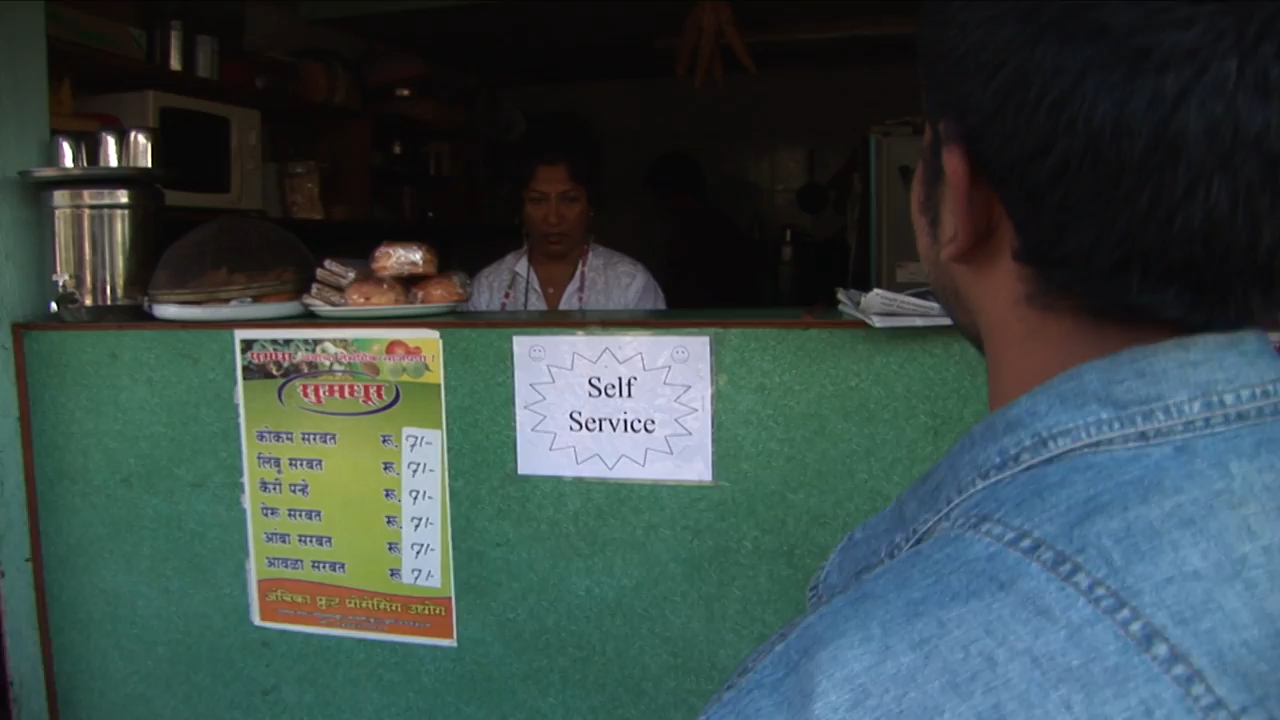 सुमधूर
कोकम सरबत रू. 7/-
लिंबू सरबत रू. 7/-
कैरी पन्हे रू. 7/-
पेरू सरबत रू. 7/-
आंबा सरबत रू. 7/-
आवळा सरबत रू 7/-
अंबिका फ्रुट प्रोसेसिंग उद्योग
Self
Service